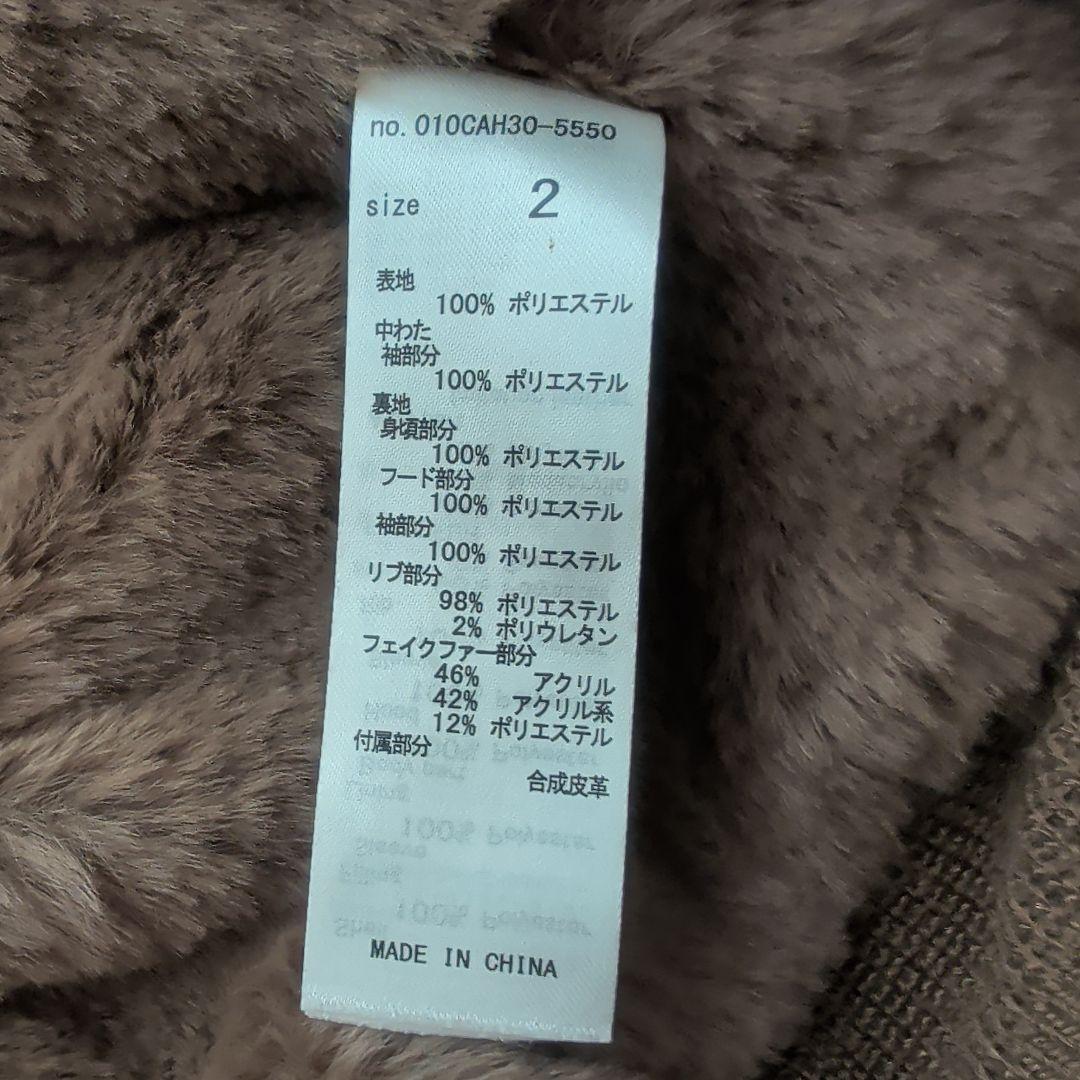 no. 010CAH30-5550
size 2
表地
100% ポリエステル
中わた
袖部分
100% ポリエステル
裏地
身頃部分
100% ポリエステル
フード部分
100% ポリエステル
袖部分
100% ポリエステル
リブ部分
98% ポリエステル
2% ポリウレタン
フェイクファー部分
46% アクリル
42% アクリル系
12% ポリエステル
付属部分
合成皮革
MADE IN CHINA